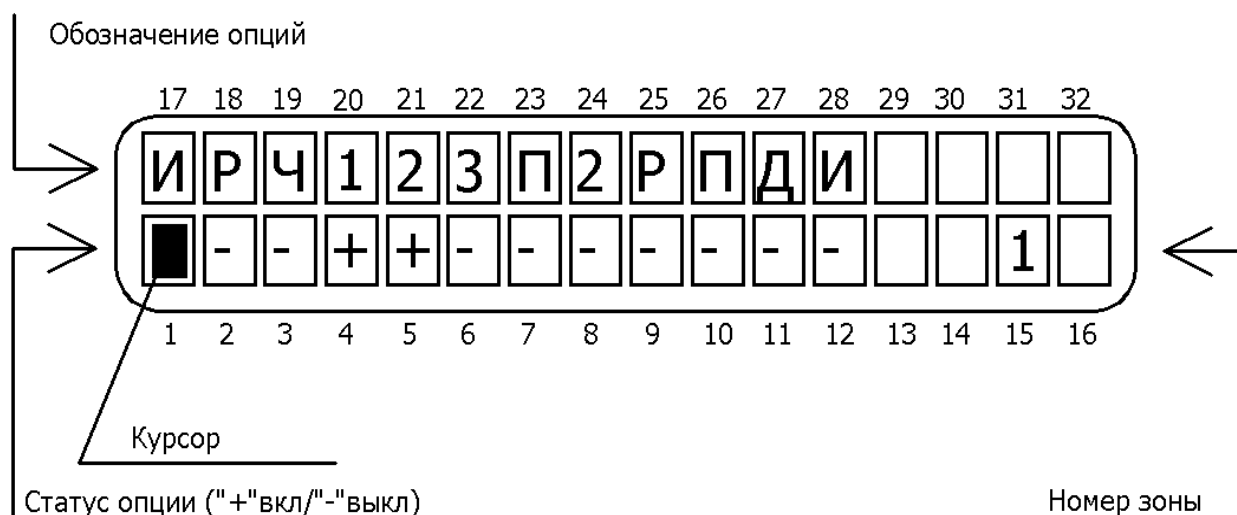 Обозначение опций
17 18 19 20 21 22 23 24 25 26 27 28 29 30 31 32
И Р Ч 1 2 3 П 2 Р П Д И
- - + + - - - - - - - 1
1 2 3 4 5 6 7 8 9 10 11 12 13 14 15 16
Курсор
Статус опции ("+"вкл/"-"выкл) Номер зоны